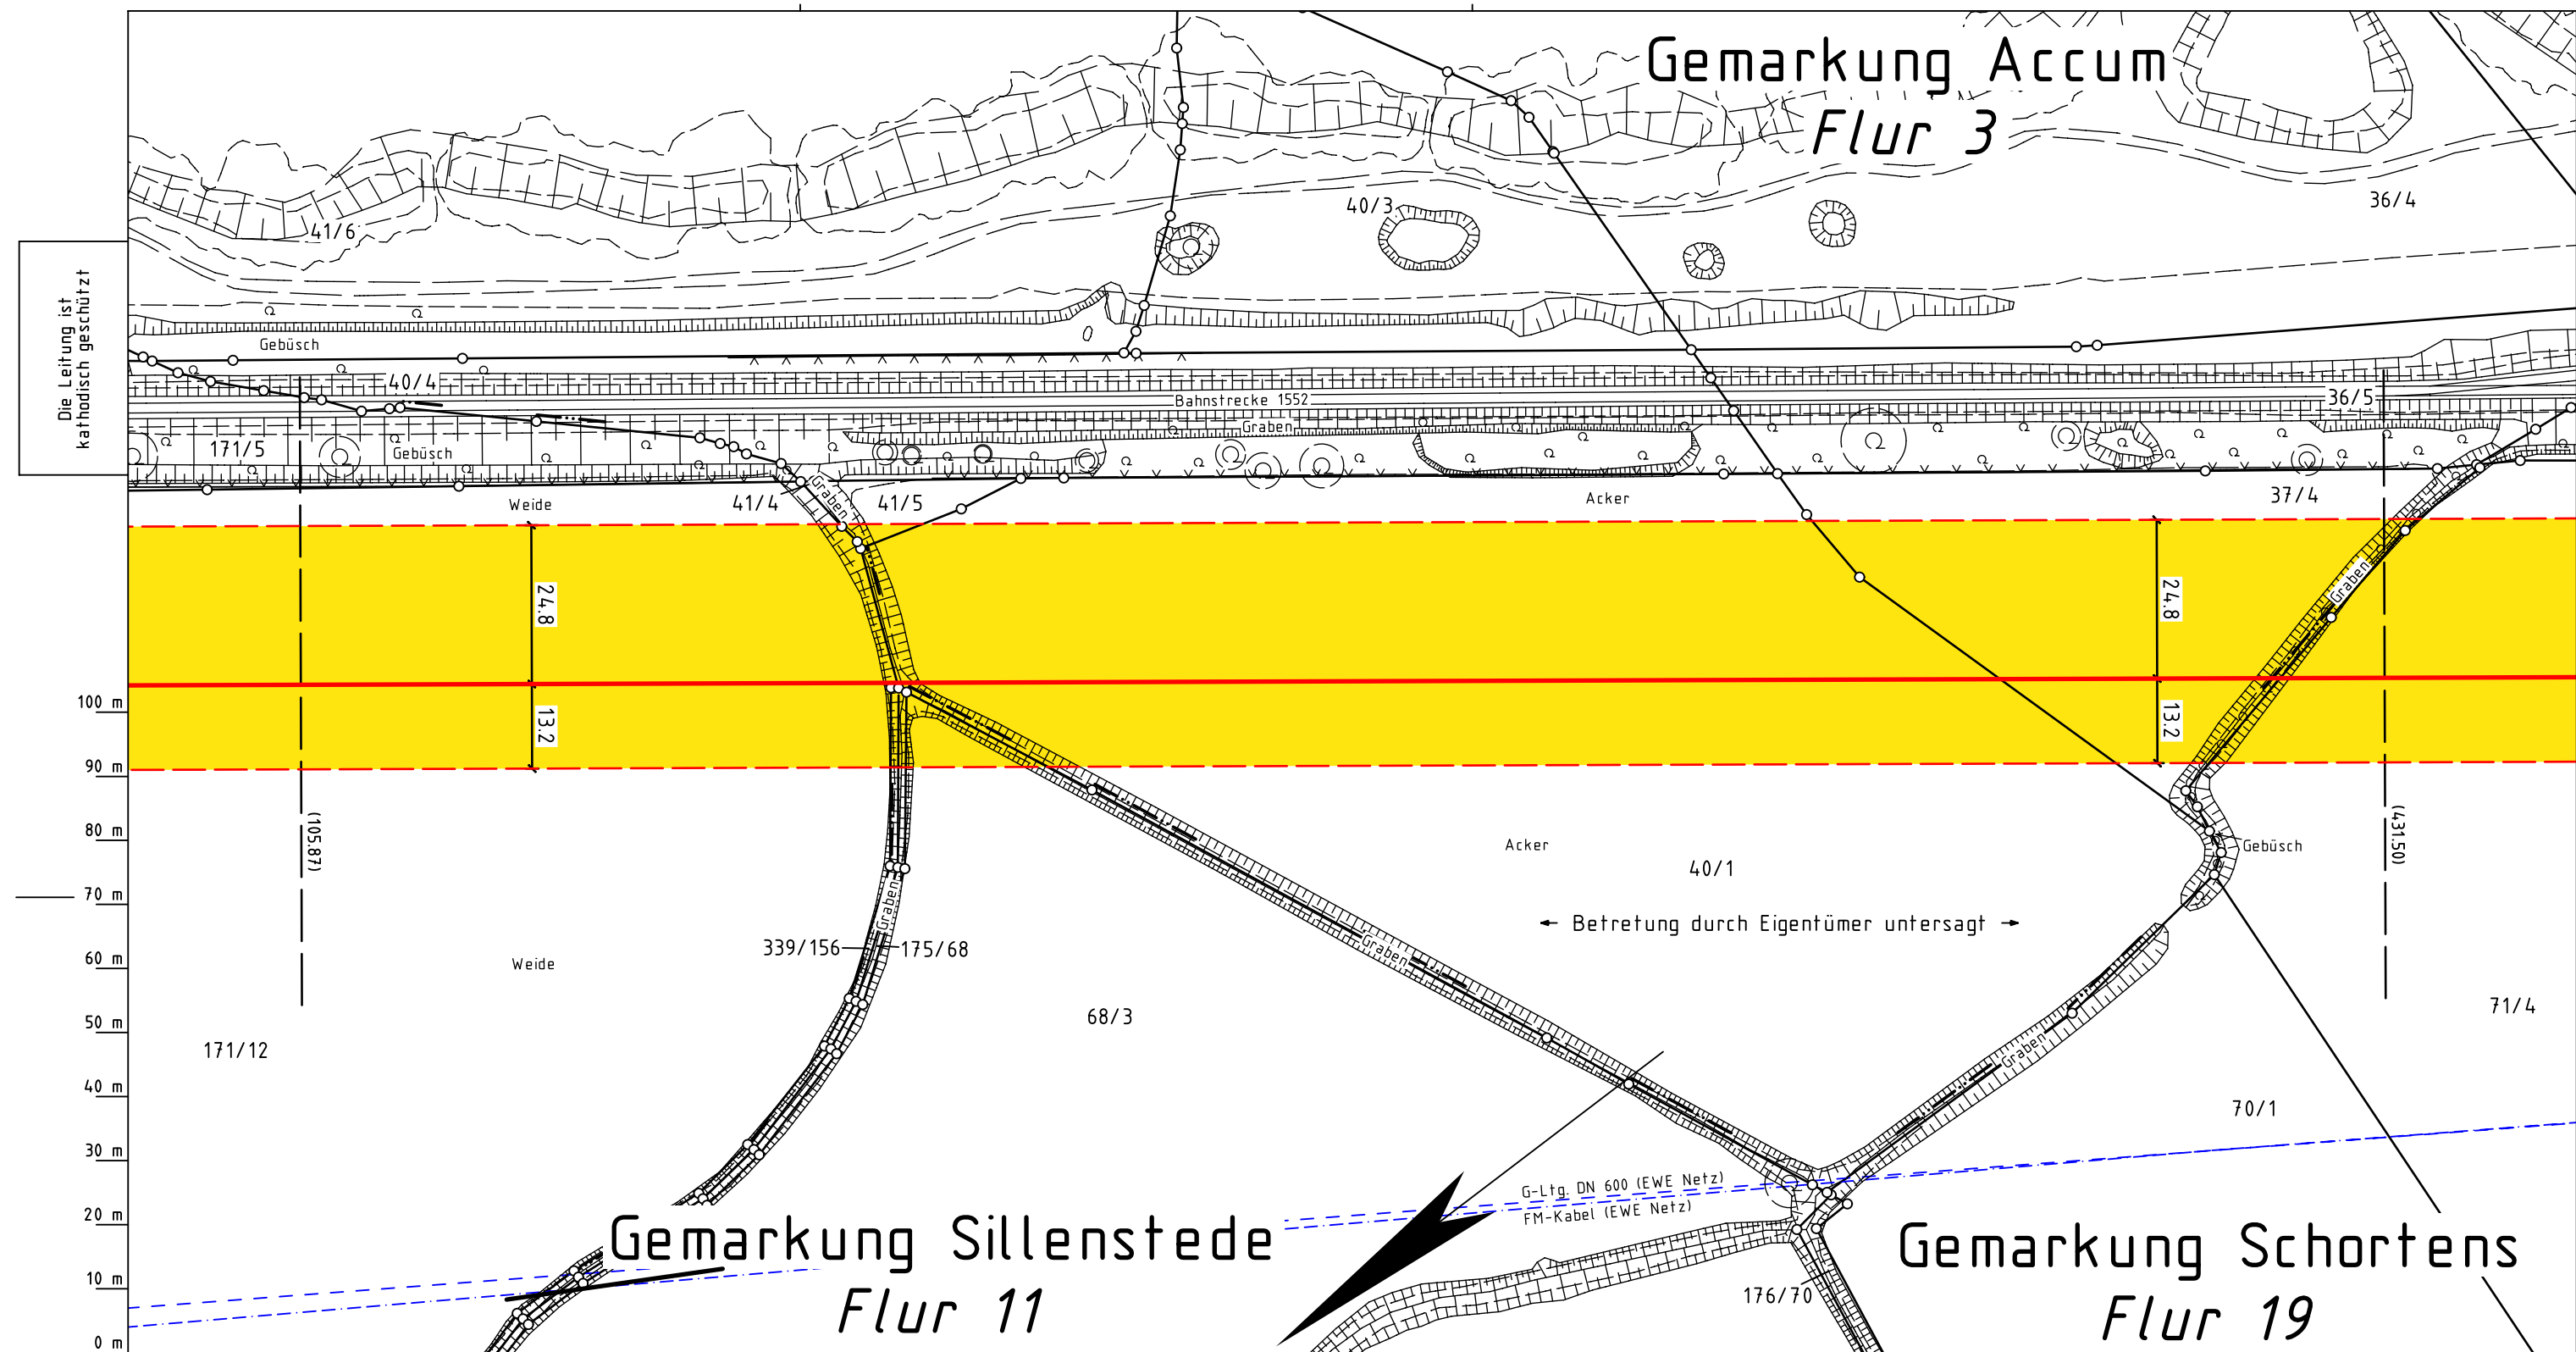 Gemarkung Accum
Flur 3
36/4
40/3
41/6
Die Leitung ist
kathodisch geschützt
Gebüsch
40/4
Bahnstrecke 1552
36/5
Graben
171/5
Gebüsch
Weide
41/4
Graben
41/5
Acker
37/4
24.8
24.8
Graben
13.2
13.2
100 m
90 m
80 m
70 m
60 m
50 m
40 m
30 m
20 m
10 m
0 m
(105.87)
(431.50)
Acker
40/1
Gebüsch
← Betretung durch Eigentümer untersagt →
Graben
339/156
175/68
Graben
Weide
68/3
71/4
171/12
Graben
70/1
G-Ltg. DN 600 (EWE Netz)
FM-Kabel (EWE Netz)
Gemarkung Sillenstede
Flur 11
176/70
Gemarkung Schortens
Flur 19